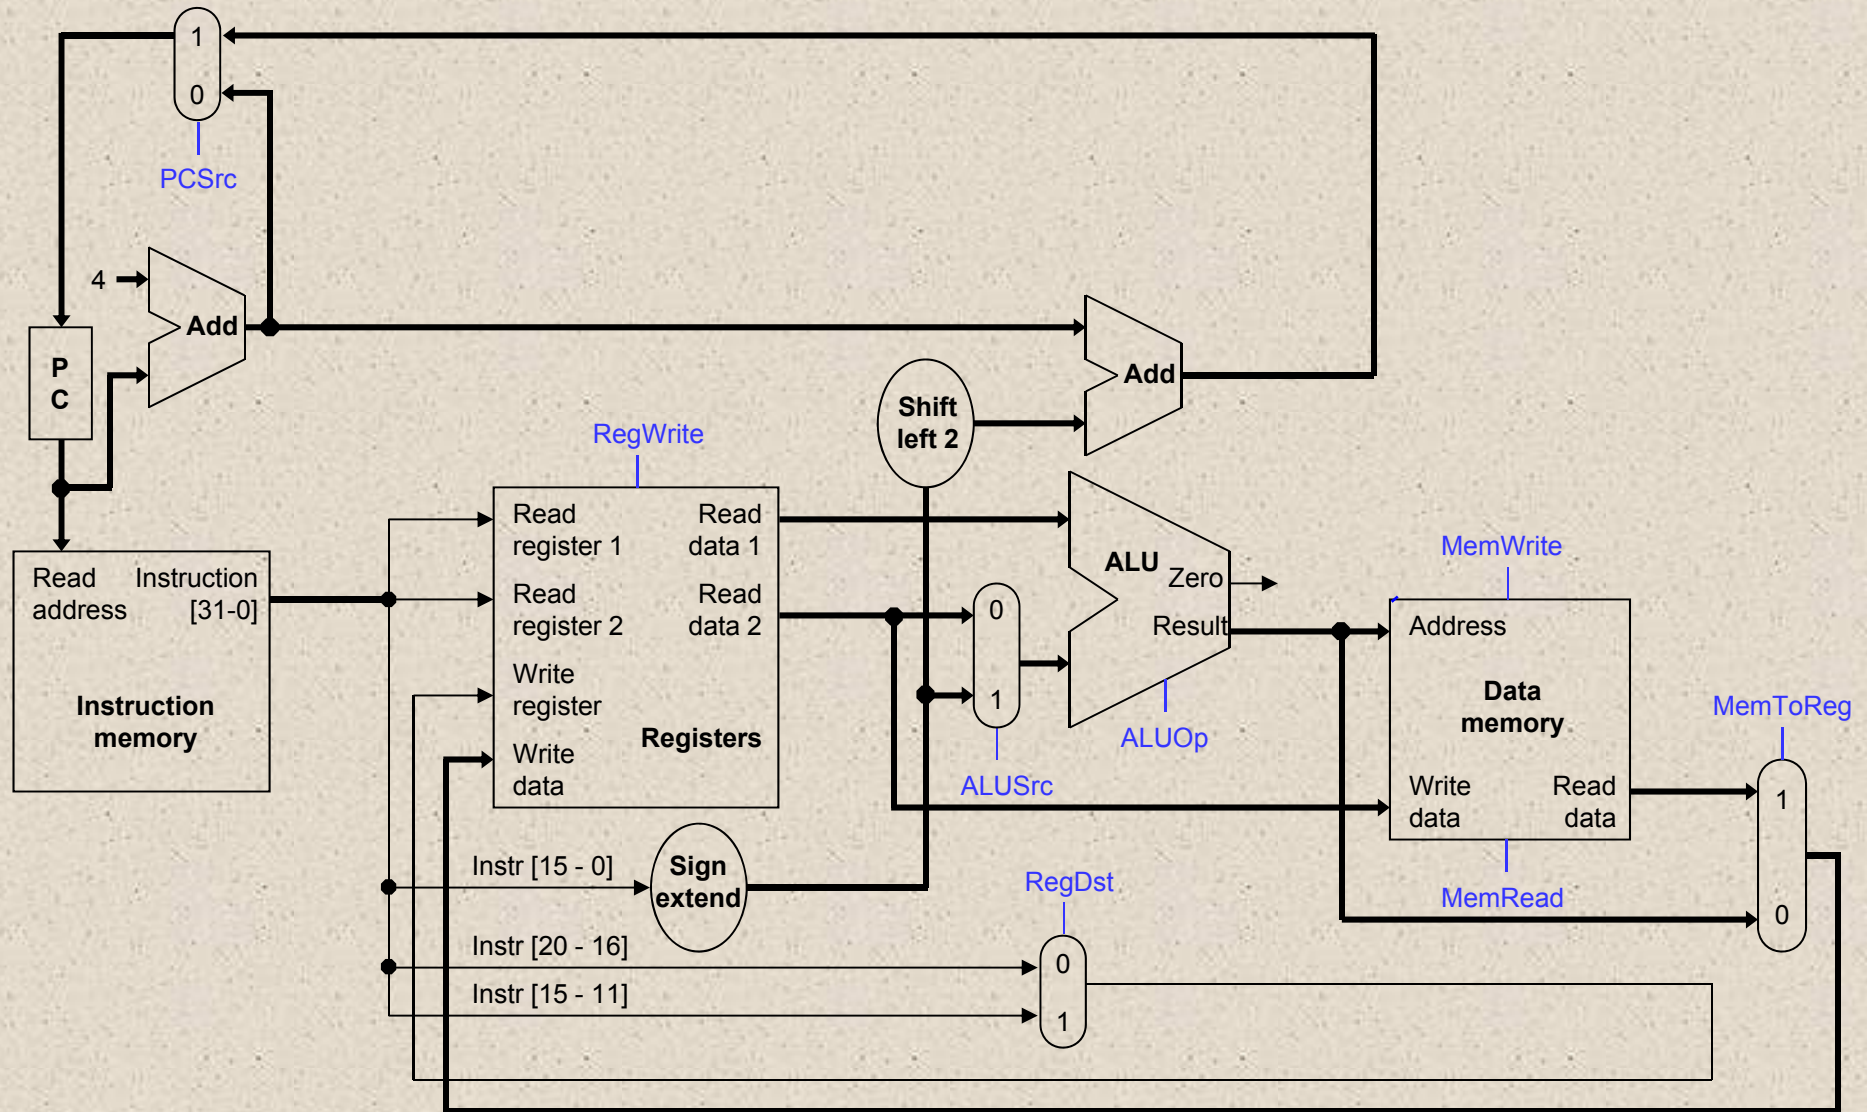 1
0
PCSrc
4
Add
P
C
Add
Shift
left 2
RegWrite
Read
register 1
Read
data 1
Read
register 2
Read
data 2
Write
register
Write
data
Registers
Read
address
Instruction
[31-0]
Instruction
memory
0
1
ALUSrc
ALU
Zero
Result
ALUOp
MemWrite
Address
Data
memory
Write
data
Read
data
MemRead
MemToReg
1
0
Instr [15 - 0]
Sign
extend
Instr [20 - 16]
Instr [15 - 11]
RegDst
0
1